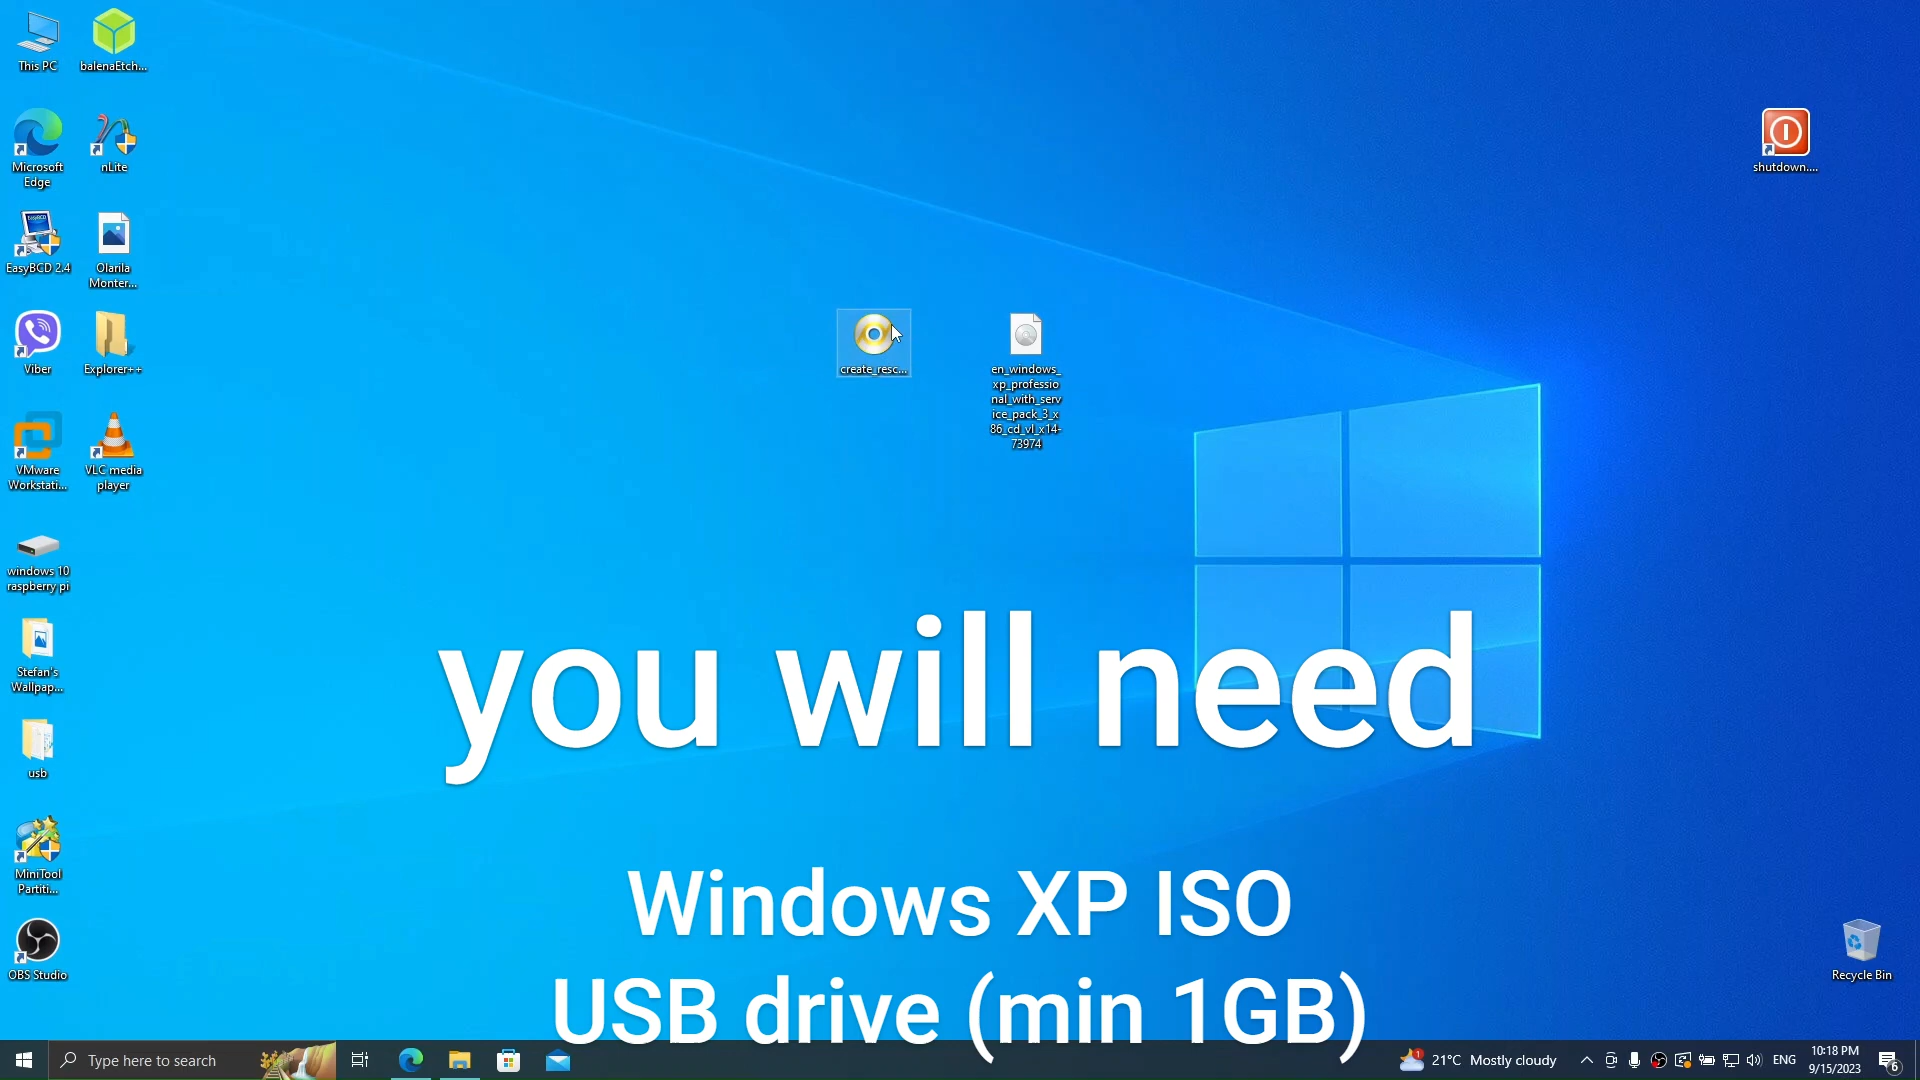 This PC
balenaEtch...
Microsoft
Edge
nLite
shutdown....
EasyBCD 2.4
Olarila
Monter...
Viber
Explorer++
create_resc...
en_windows_
xp_professio
nal_with_serv
ice_pack_3_x
86_cd_vl_x14-
73974
VMware
Workstati...
VLC media
player
windows 10
raspberry pi
Stefan's
Wallpap...
usb
MiniTool
Partiti...
OBS Studio
Recycle Bin
you will need
Windows XP ISO
USB drive (min 1GB)
Type here to search
1
21°C Mostly cloudy
ENG
10:18 PM
9/15/2023
6